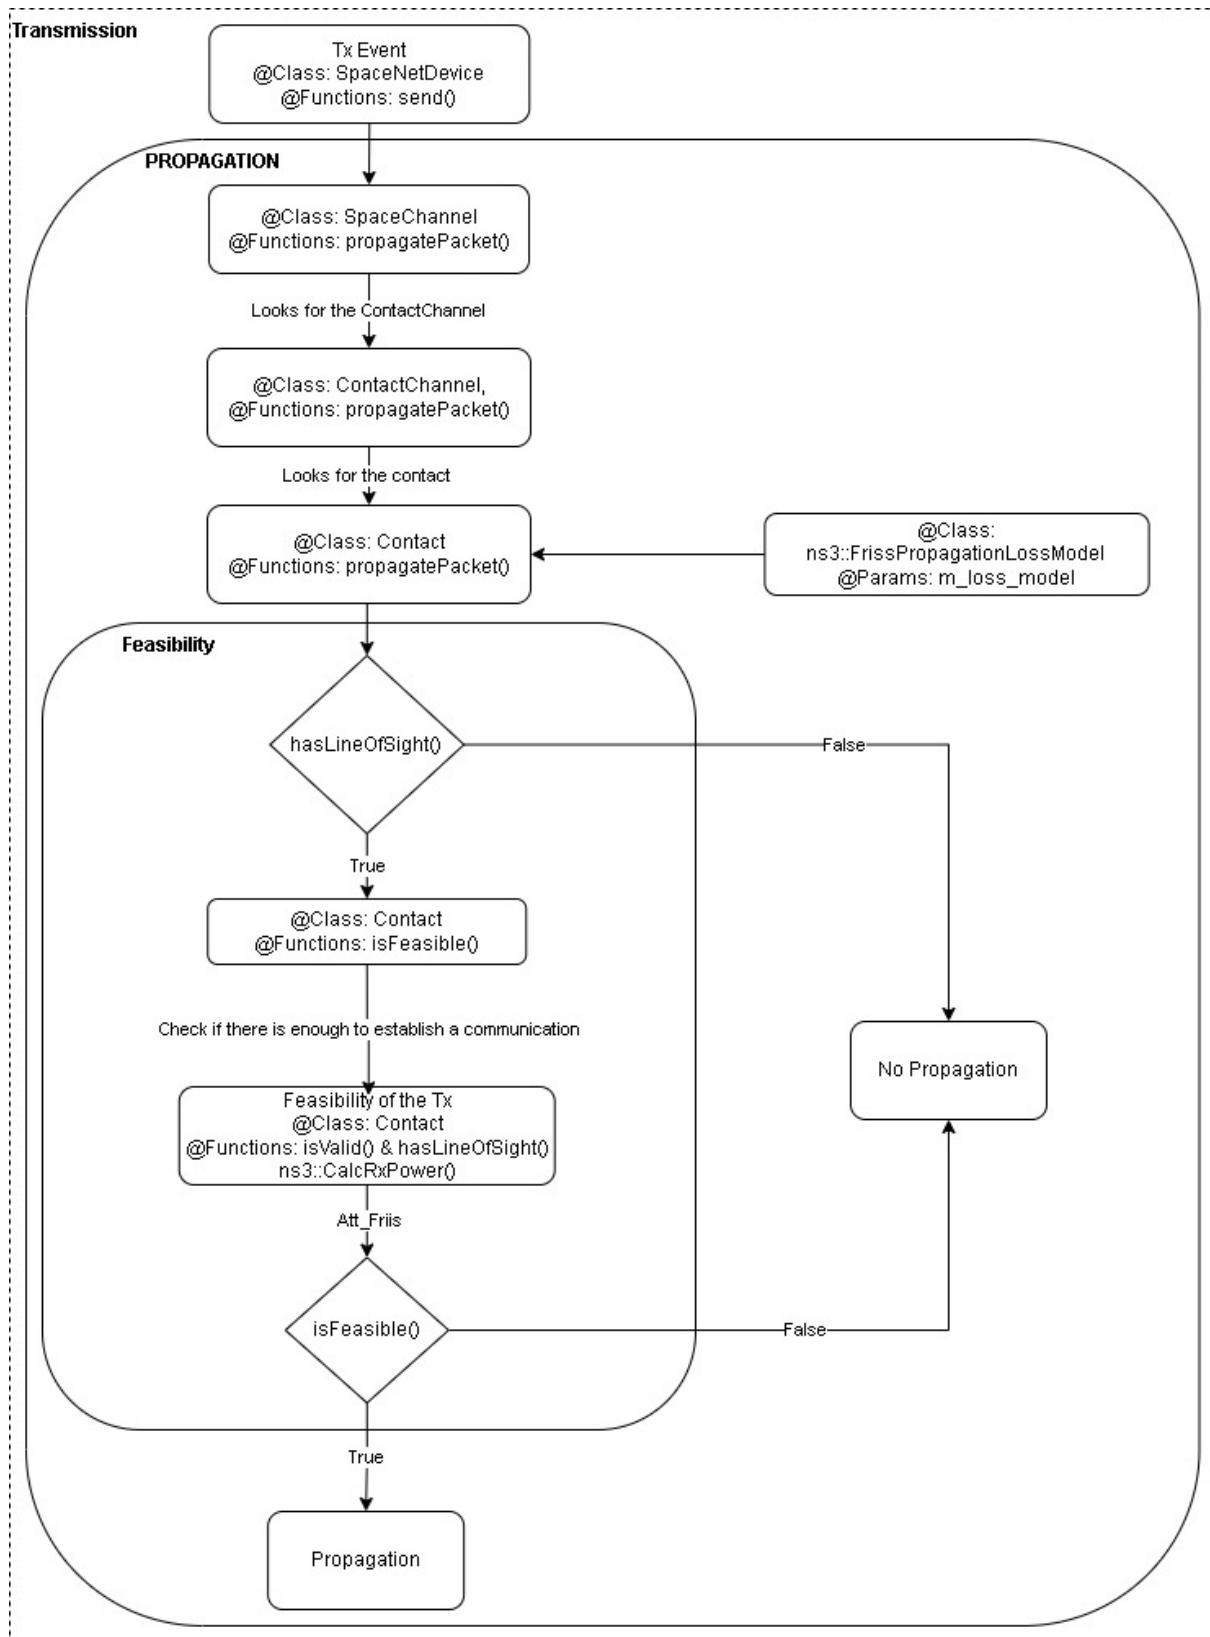 Transmission
Tx Event
@Class: SpaceNetDevice
@Functions: send()
PROPAGATION
@Class: SpaceChannel
@Functions: propagatePacket()
Looks for the ContactChannel
@Class: ContactChannel,
@Functions: propagatePacket()
Looks for the contact
@Class: Contact
@Functions: propagatePacket()
@Class:
ns3::FrissPropagationLossModel
@Params: m_loss_model
Feasibility
hasLineOfSight()
False
True
@Class: Contact
@Functions: isFeasible()
Check if there is enough to establish a communication
No Propagation
Feasibility of the Tx
@Class: Contact
@Functions: isValid() & hasLineOfSight()
ns3::CalcRxPower()
Att_Friis
isFeasible()
False
True
Propagation